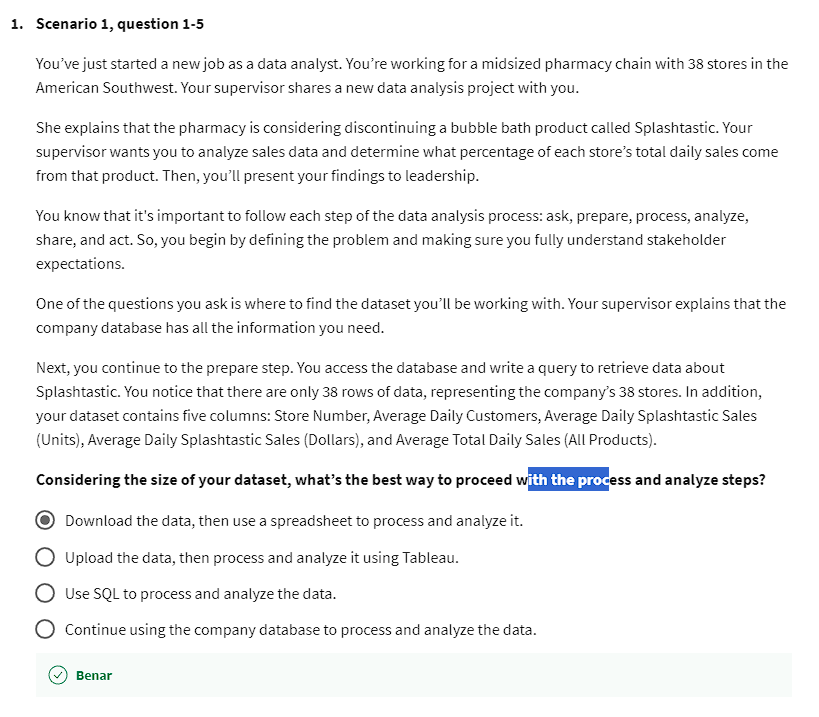 1. Scenario 1, question 1-5
You've just started a new job as a data analyst. You're working for a midsized pharmacy chain with 38 stores in the
American Southwest. Your supervisor shares a new data analysis project with you.
She explains that the pharmacy is considering discontinuing a bubble bath product called Splashtastic. Your
supervisor wants you to analyze sales data and determine what percentage of each store's total daily sales come
from that product. Then, you'll present your findings to leadership.
You know that it's important to follow each step of the data analysis process: ask, prepare, process, analyze,
share, and act. So, you begin by defining the problem and making sure you fully understand stakeholder
expectations.
One of the questions you ask is where to find the dataset you'll be working with. Your supervisor explains that the
company database has all the information you need.
Next, you continue to the prepare step. You access the database and write a query to retrieve data about
Splashtastic. You notice that there are only 38 rows of data, representing the company's 38 stores. In addition,
your dataset contains five columns: Store Number, Average Daily Customers, Average Daily Splashtastic Sales
(Units), Average Daily Splashtastic Sales (Dollars), and Average Total Daily Sales (All Products).
Considering the size of your dataset, what's the best way to proceed with the process and analyze steps?
Download the data, then use a spreadsheet to process and analyze it.
Upload the data, then process and analyze it using Tableau.
Use SQL to process and analyze the data.
Continue using the company database to process and analyze the data.
Benar